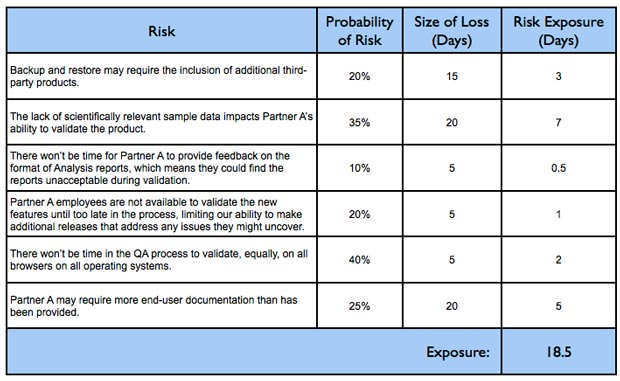 Risk
Probability
of Risk
Size of Loss
(Days)
Risk Exposure
(Days)
Backup and restore may require the inclusion of additional third-
party products.
20%
15
3
The lack of scientifically relevant sample data impacts Partner A's
ability to validate the product.
35%
20
7
There won't be time for Partner A to provide feedback on the
format of Analysis reports, which means they could find the
reports unacceptable during validation.
10%
5
0.5
Partner A employees are not available to validate the new
features until too late in the process, limiting our ability to make
additional releases that address any issues they might uncover.
20%
5
1
There won't be time in the QA process to validate, equally, on all
browsers on all operating systems.
40%
5
2
Partner A may require more end-user documentation than has
been provided.
25%
20
5
Exposure:
18.5